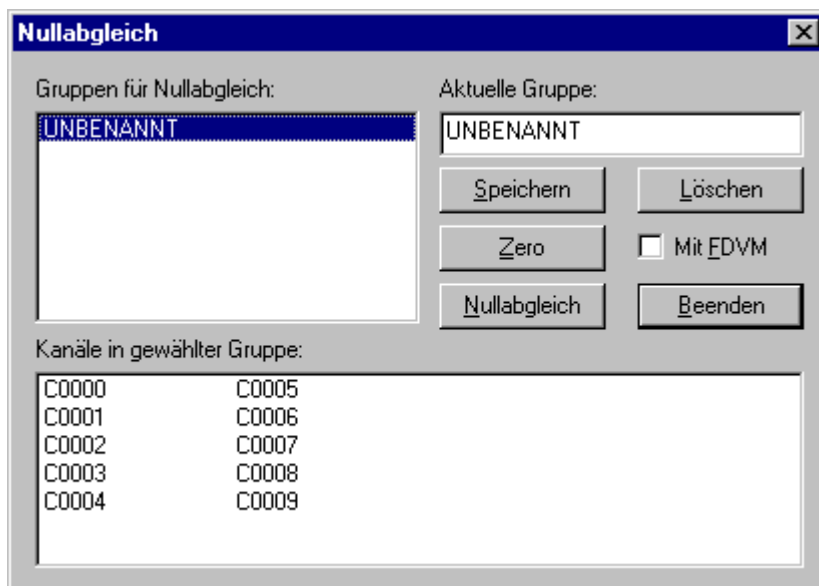 Nullabgleich
Gruppen für Nullabgleich:
UNBENANNT
Aktuelle Gruppe:
UNBENANNT
Speichern
Löschen
Zero
Mit FDVM
Nullabgleich
Beenden
Kanäle in gewählter Gruppe:
C0000
C0001
C0002
C0003
C0004
C0005
C0006
C0007
C0008
C0009